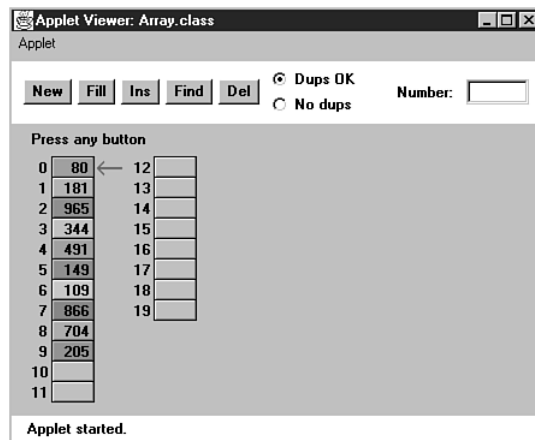 Applet Viewer: Array.class
Applet
New Fill Ins Find Del Dups OK No dups Number:
Press any button
0 80 12
1 181 13
2 965 14
3 344 15
4 491 16
5 149 17
6 109 18
7 866 19
8 704
9 205
10
11
Applet started.